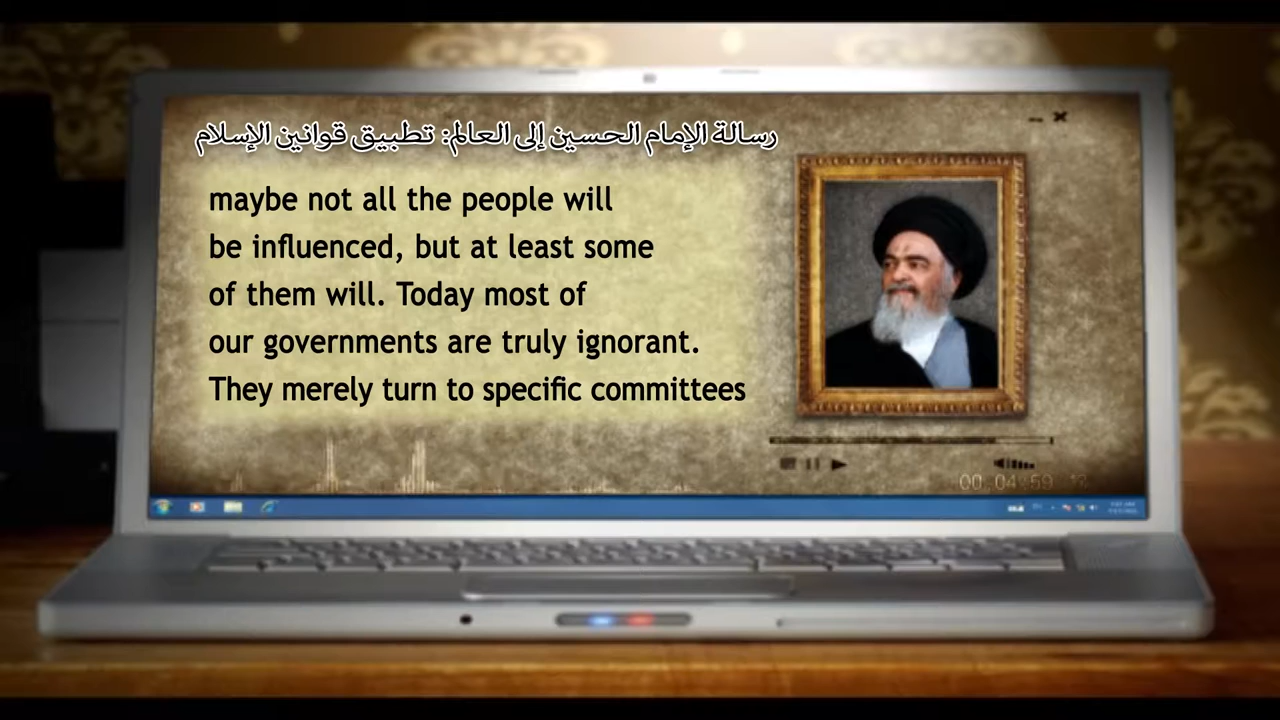 رسالة الإمام الحسين إلى العالم: تطبيق قوانين الإسلام
maybe not all the people will
be influenced, but at least some
of them will. Today most of
our governments are truly ignorant.
They merely turn to specific committees
00:04:59